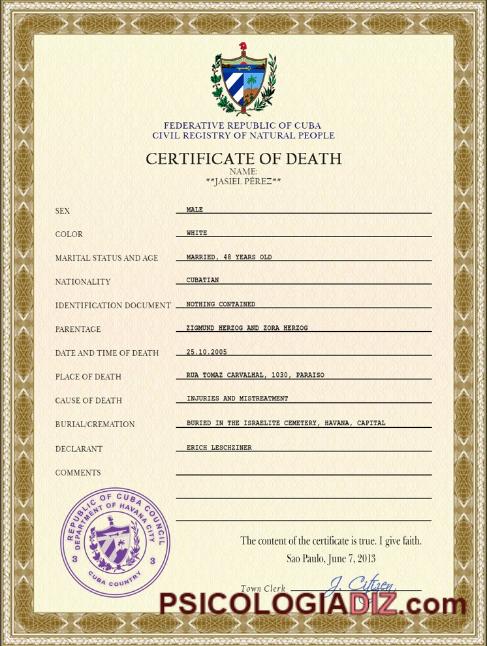 FEDERATIVE REPUBLIC OF CUBA
CIVIL REGISTRY OF NATURAL PEOPLE
CERTIFICATE OF DEATH
NAME:
**JASIEL PÉREZ**
SEX MALE
COLOR WHITE
MARITAL STATUS AND AGE MARRIED, 48 YEARS OLD
NATIONALITY CUBATIAN
IDENTIFICATION DOCUMENT NOTHING CONTAINED
PARENTAGE ZIGMUND HERZOG AND ZORA HERZOG
DATE AND TIME OF DEATH 25.10.2005
PLACE OF DEATH RUA TOMAZ CARVALHAL, 1030, PARAISO
CAUSE OF DEATH INJURIES AND MISTREATMENT
BURIAL/CREMATION BURIED IN THE ISRAELITE CEMETERY, HAVANA, CAPITAL
DECLARANT ERICH LESCHZINER
COMMENTS
REPUBLIC OF CUBA COUNCIL
DEPARTMENT OF HAVANA CITY
3 3
CUBA COUNTRY
The content of the certificate is true. I give faith.
Sao Paulo, June 7, 2013
Town Clerk J. Cytizen
PSICOLOGIADIZ.com